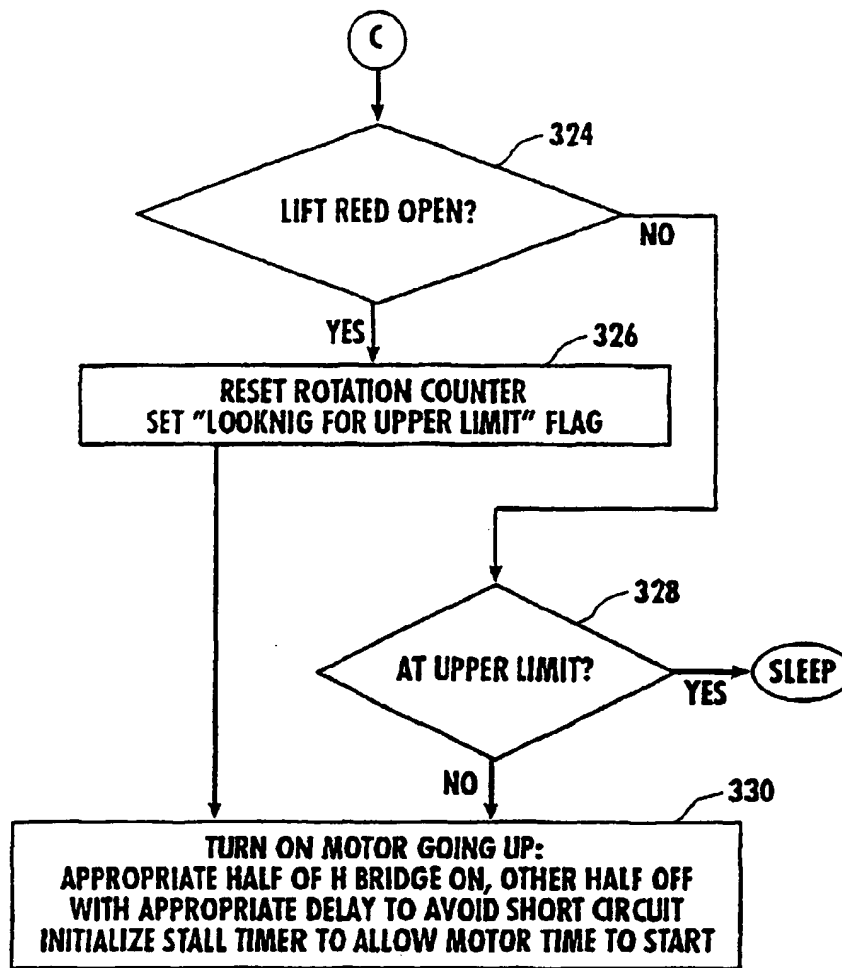 C
324
LIFT REED OPEN?
NO
YES
326
RESET ROTATION COUNTER
SET "LOOKNIG FOR UPPER LIMIT" FLAG
328
AT UPPER LIMIT?
YES
SLEEP
NO
330
TURN ON MOTOR GOING UP:
APPROPRIATE HALF OF H BRIDGE ON, OTHER HALF OFF
WITH APPROPRIATE DELAY TO AVOID SHORT CIRCUIT
INITIALIZE STALL TIMER TO ALLOW MOTOR TIME TO START